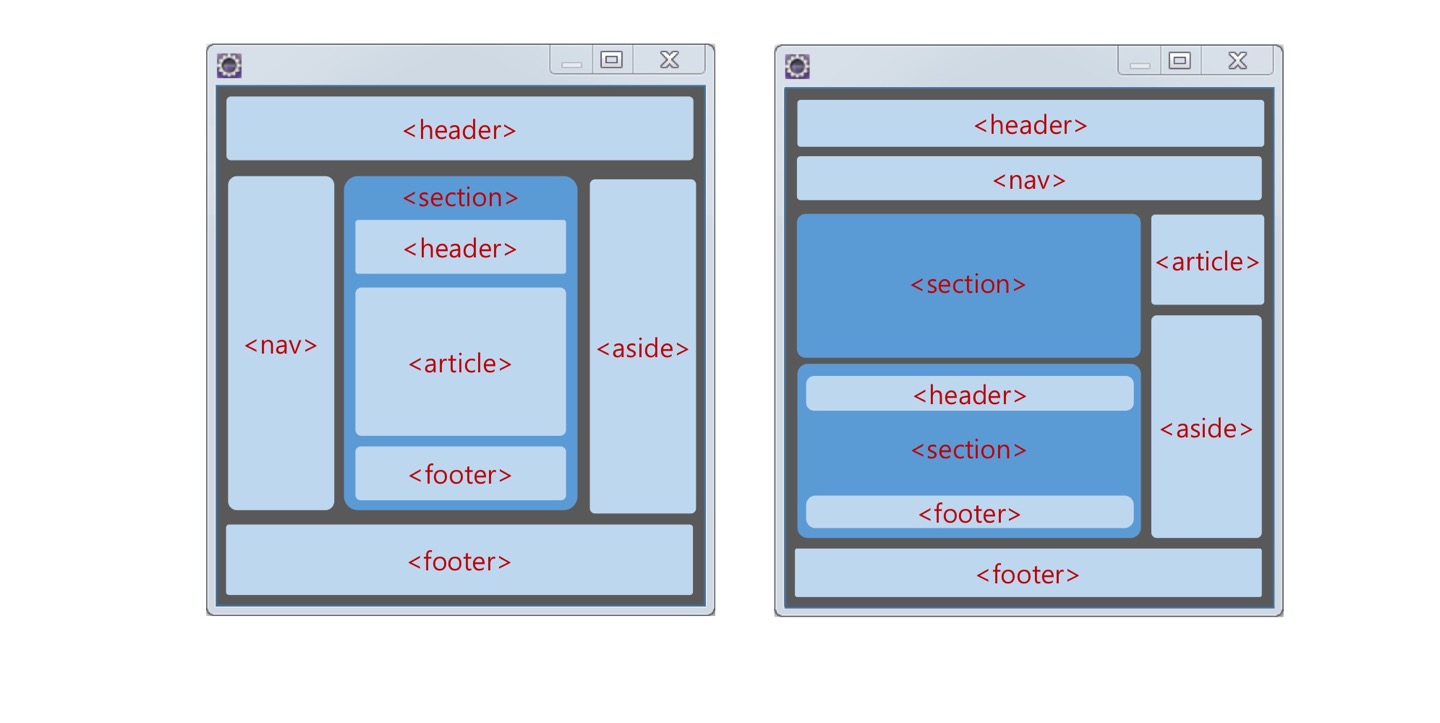 <header>
<nav>
<section>
<header>
<article>
<footer>
<aside>
<footer>
<header>
<nav>
<section>
<article>
<header>
<section>
<footer>
<aside>
<footer>